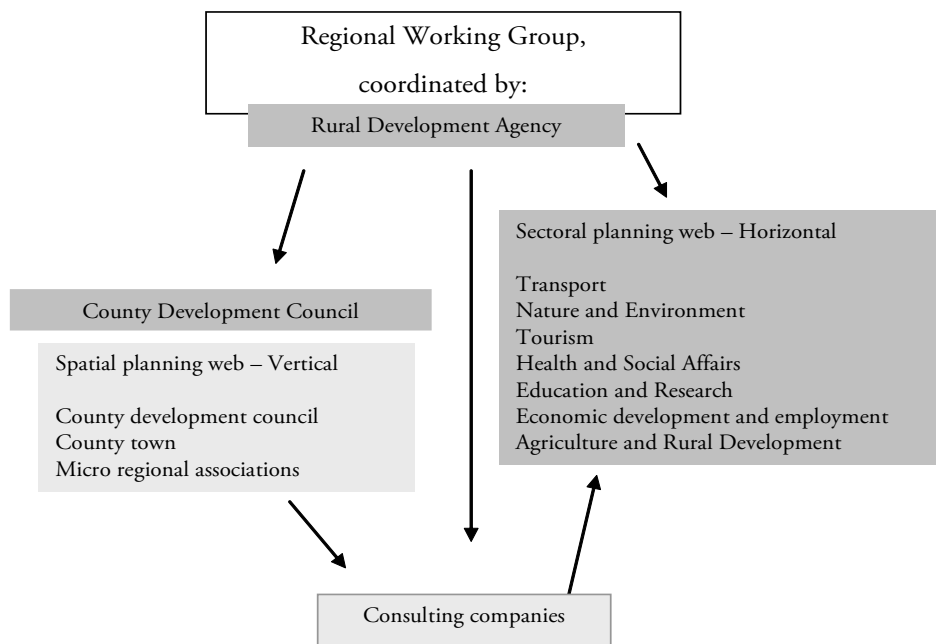 Regional Working Group,
coordinated by:
Rural Development Agency
County Development Council
Spatial planning web – Vertical
County development council
County town
Micro regional associations
Sectoral planning web – Horizontal
Transport
Nature and Environment
Tourism
Health and Social Affairs
Education and Research
Economic development and employment
Agriculture and Rural Development
Consulting companies